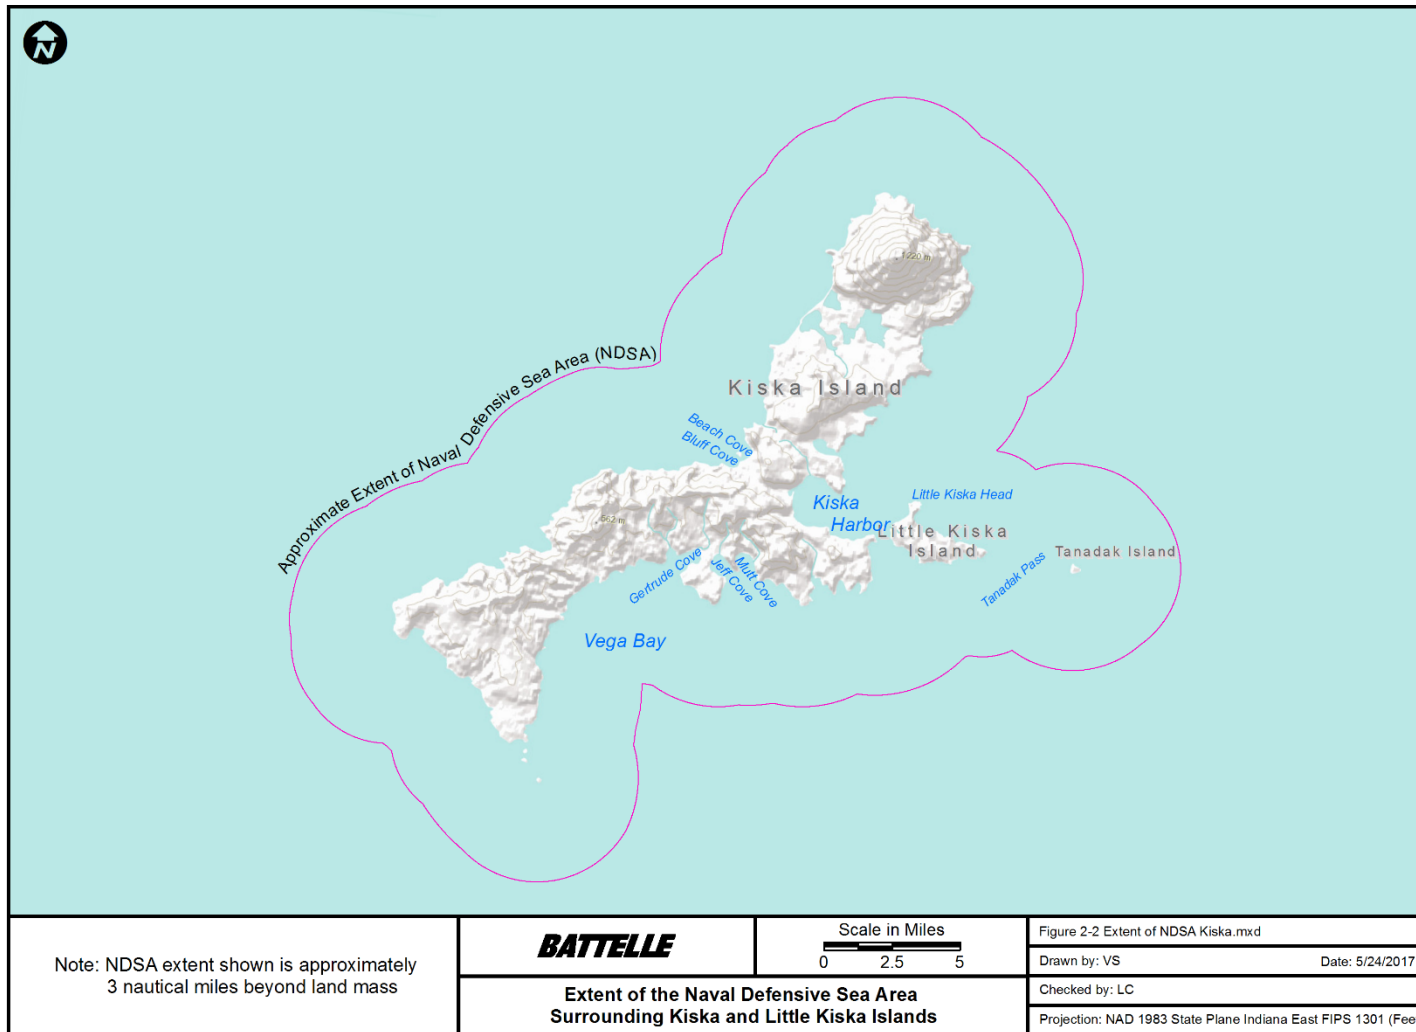 N
1220 m
Approximate Extent of Naval Defensive Sea Area (NDSA)
Kiska Island
Beach Cove
Bluff Cove
Kiska
Harbor
Little Kiska Head
562 m
Little Kiska
Island
Tanadak Island
Tanadak Pass
Gertrude Cove
Jeff Cove
Mutt Cove
Vega Bay
Note: NDSA extent shown is approximately
3 nautical miles beyond land mass
BATTELLE
Scale in Miles
0 2.5 5
Extent of the Naval Defensive Sea Area
Surrounding Kiska and Little Kiska Islands
Figure 2-2 Extent of NDSA Kiska.mxd
Drawn by: VS Date: 5/24/2017
Checked by: LC
Projection: NAD 1983 State Plane Indiana East FIPS 1301 (Fee